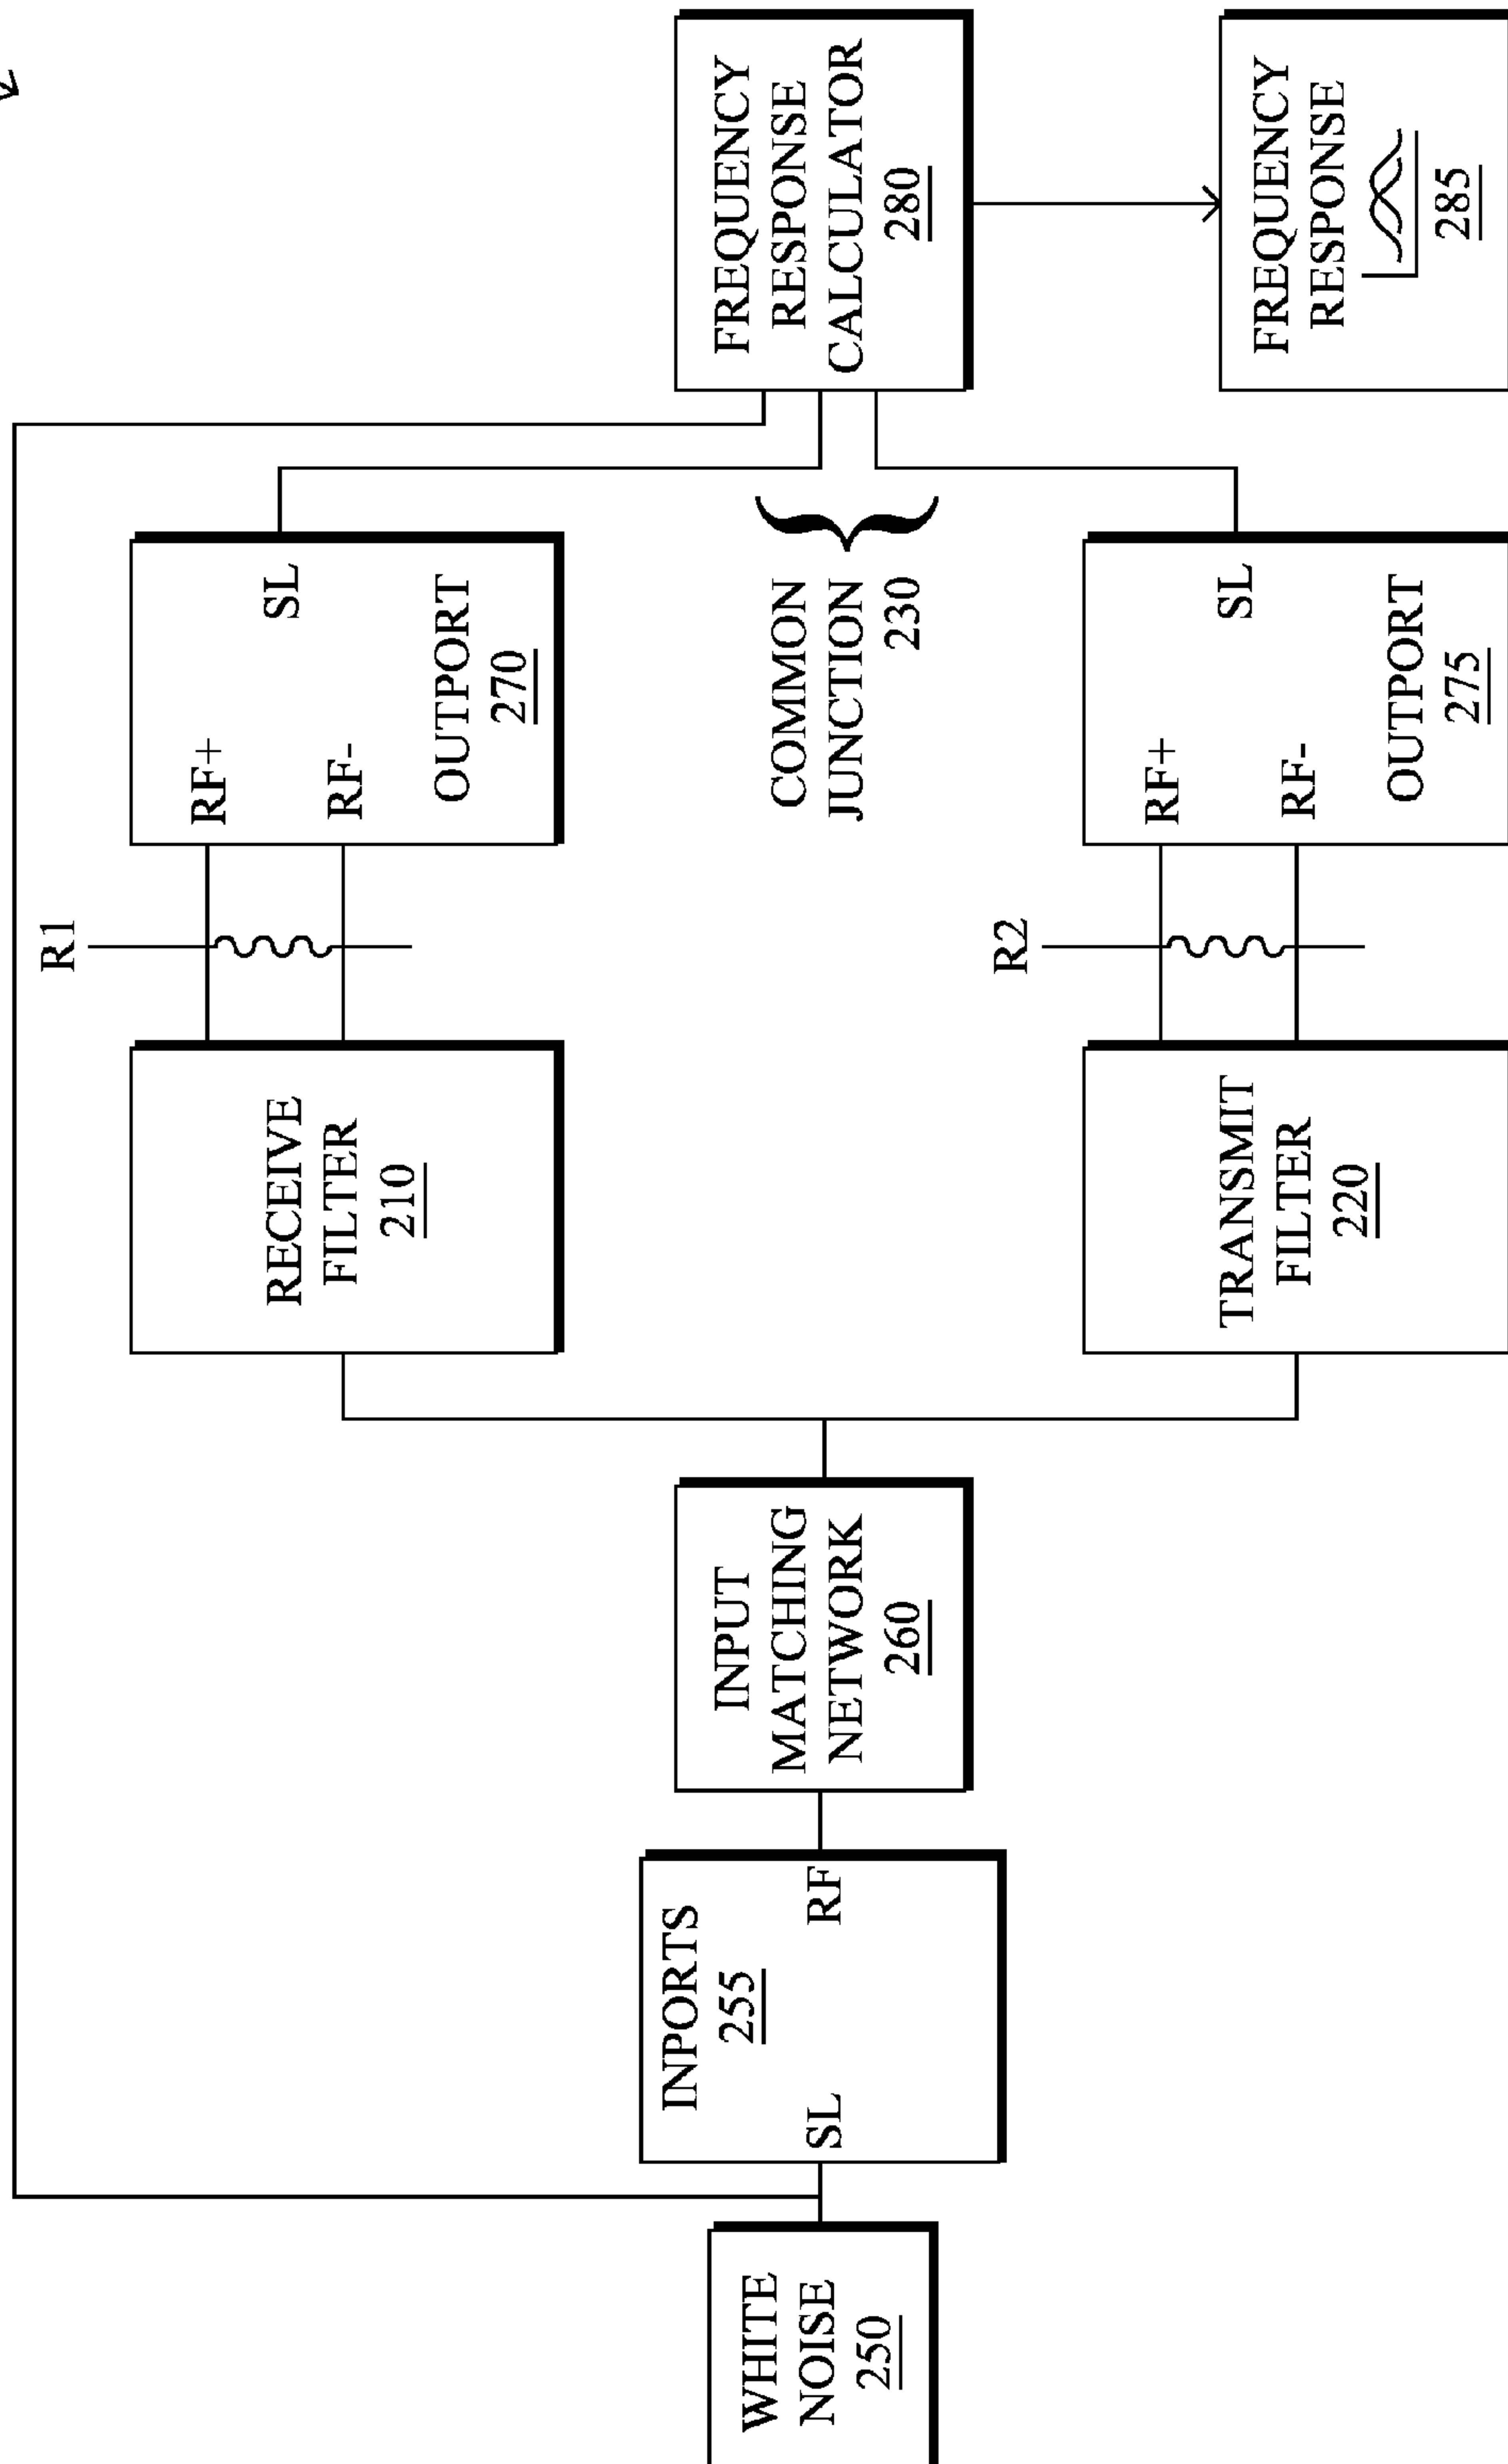 WHITE
NOISE
250
INPORTS
255
SL
RF
INPUT
MATCHING
NETWORK
260
RECEIVE
FILTER
210
TRANSMIT
FILTER
220
R1
R2
RF+
RF-
SL
OUTPORT
270
RF+
RF-
SL
OUTPORT
275
COMMON
JUNCTION
230
FREQUENCY
RESPONSE
CALCULATOR
280
FREQUENCY
RESPONSE
285